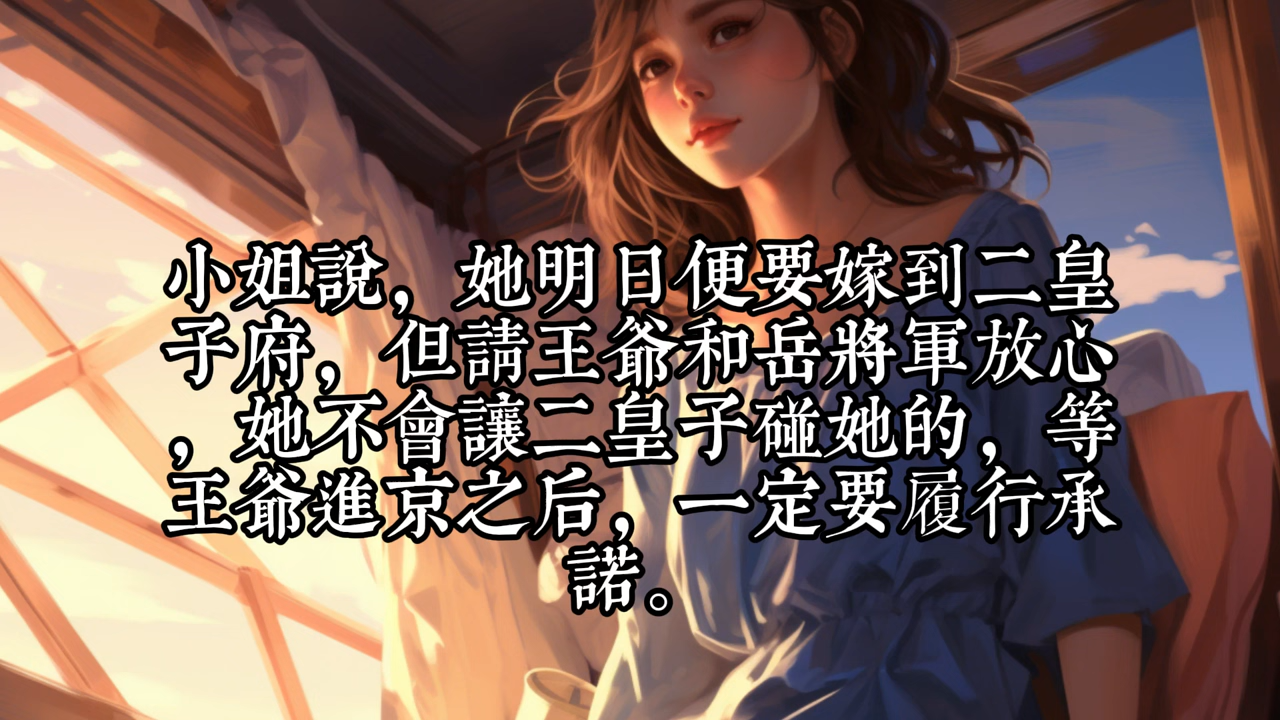 小姐說，她明日便要嫁到二皇
子府，但請王爺和岳將軍放心
，她不會讓二皇子碰她的，等
王爺進京之后，一定要履行承
諾。